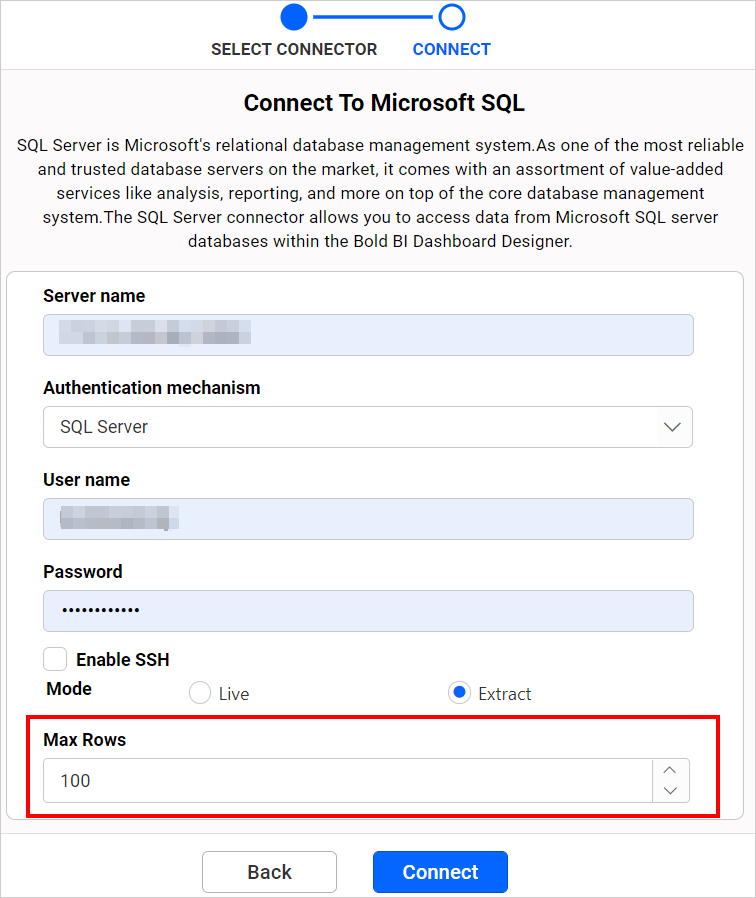 SELECT CONNECTOR
CONNECT
Connect To Microsoft SQL
SQL Server is Microsoft's relational database management system.As one of the most reliable
and trusted database servers on the market, it comes with an assortment of value-added
services like analysis, reporting, and more on top of the core database management
system.The SQL Server connector allows you to access data from Microsoft SQL server
databases within the Bold BI Dashboard Designer.
Server name
Authentication mechanism
SQL Server
User name
Password
••••••••••••
Enable SSH
Mode
Live
Extract
Max Rows
100
Back
Connect